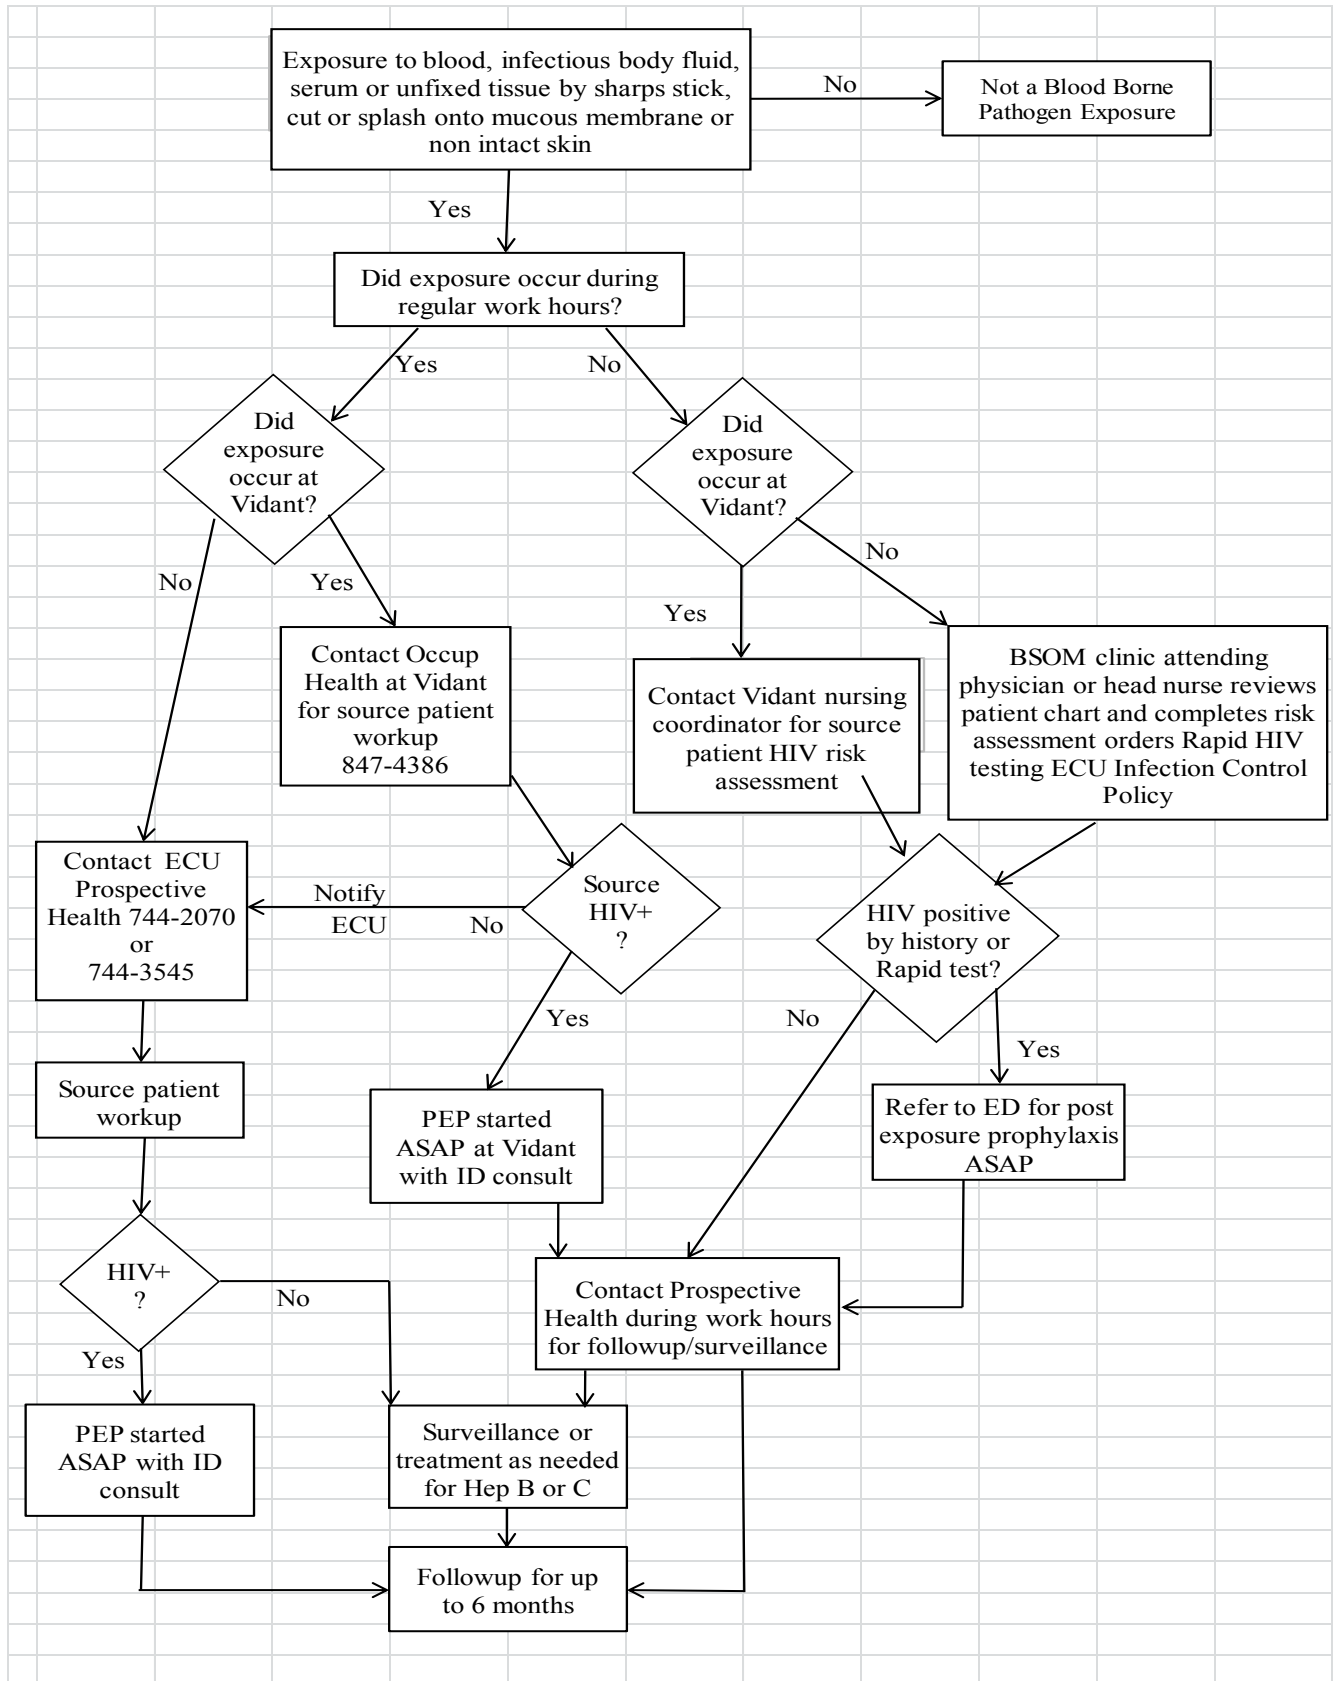 Exposure to blood, infectious body fluid,
serum or unfixed tissue by sharps stick,
cut or splash onto mucous membrane or
non intact skin
No
Not a Blood Borne
Pathogen Exposure
Yes
Did exposure occur during
regular work hours?
Yes
No
Did
exposure
occur at
Vidant?
Did
exposure
occur at
Vidant?
No
Yes
Yes
No
Contact Occup
Health at Vidant
for source patient
workup
847-4386
Contact Vidant nursing
coordinator for source
patient HIV risk
assessment
BSOM clinic attending
physician or head nurse reviews
patient chart and completes risk
assessment orders Rapid HIV
testing ECU Infection Control
Policy
Contact ECU
Prospective
Health 744-2070
or
744-3545
Notify
ECU
No
Source
HIV+
?
HIV positive
by history or
Rapid test?
Yes
No
Yes
Source patient
workup
PEP started
ASAP at Vidant
with ID consult
Refer to ED for post
exposure prophylaxis
ASAP
HIV+
?
No
Contact Prospective
Health during work hours
for followup/surveillance
Yes
PEP started
ASAP with ID
consult
Surveillance or
treatment as needed
for Hep B or C
Followup for up
to 6 months